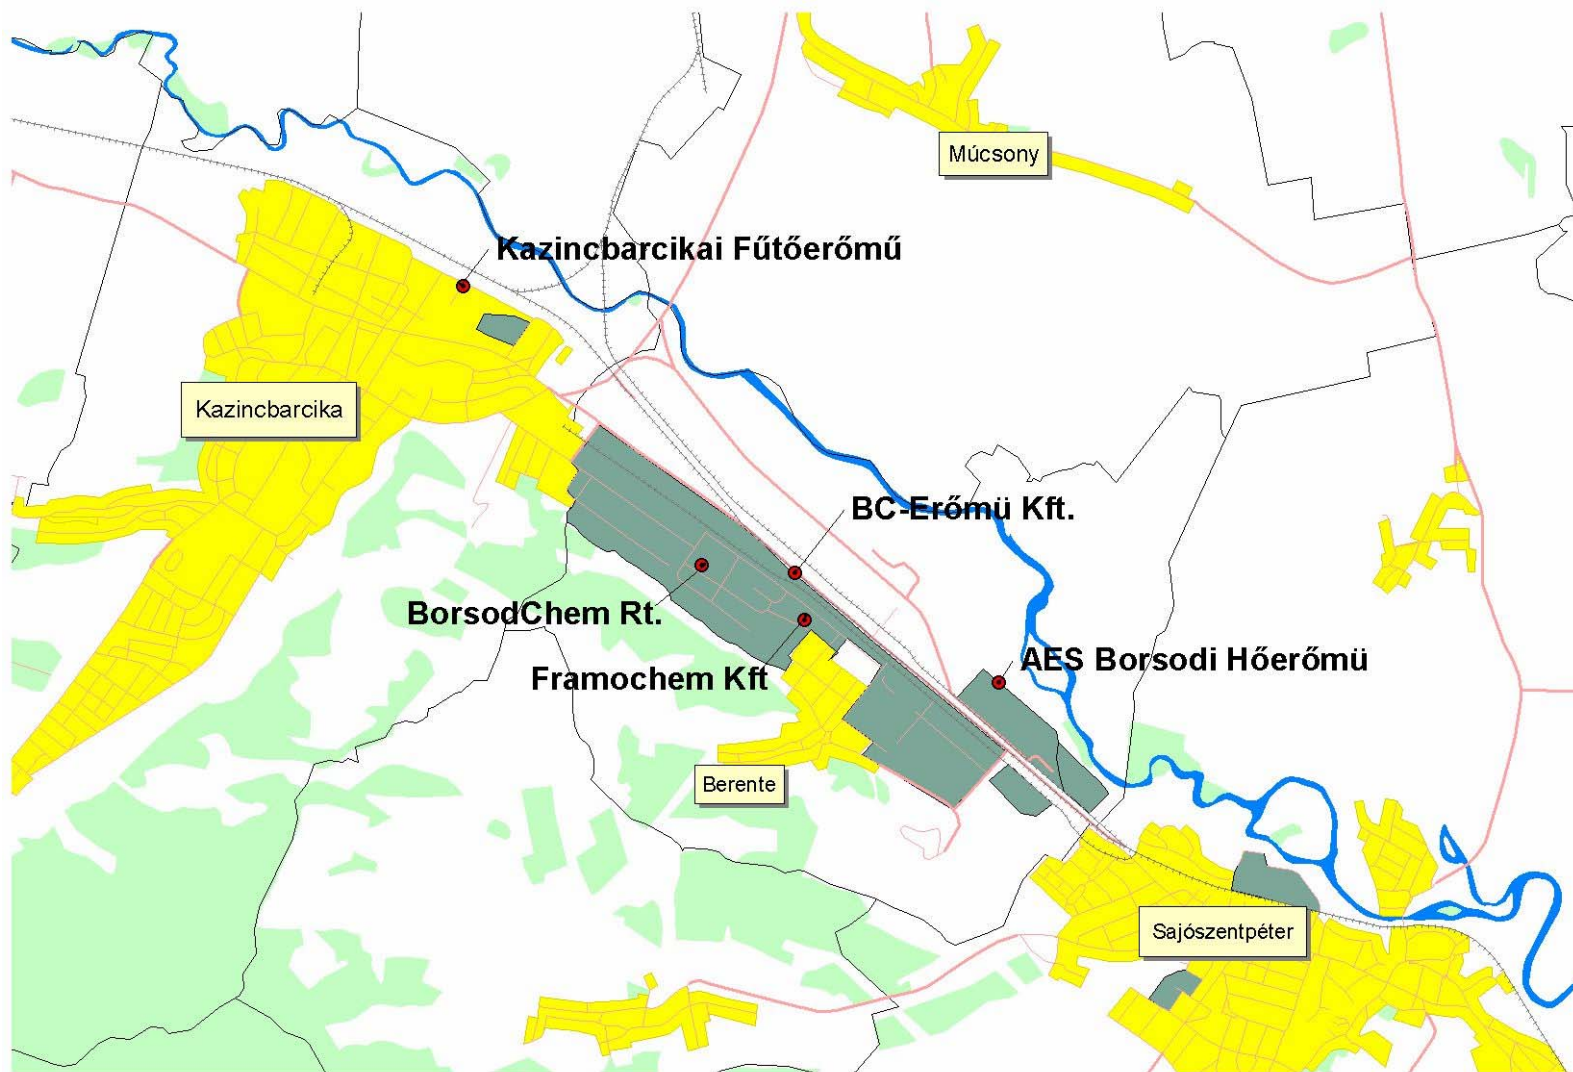 Múcsony
Kazincbarcikai Fűtőerőmű
Kazincbarcika
BC-Erőmü Kft.
BorsodChem Rt.
AES Borsodi Hőerőmü
Framochem Kft
Berente
Sajószentpéter